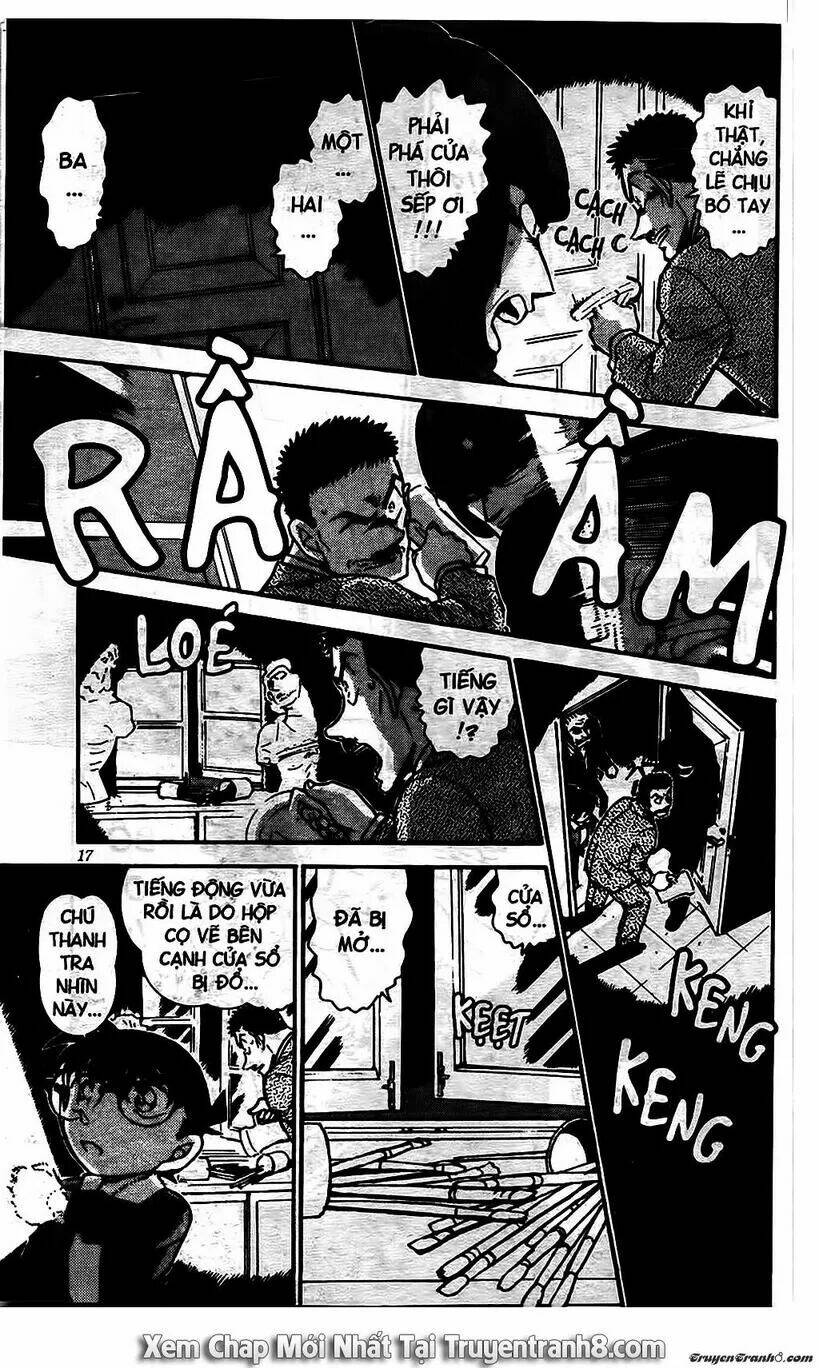 KHỈ
THẬT,
CHẲNG
LẼ CHỊU
BÓ TAY
...
CẠCH
CẠCH C
PHẢI
PHÁ CỬA
THÔI
SẾP ƠI
!!!
MỘT
...
HAI
...
BA
...
RÂÂM
LOÉ
TIẾNG
GÌ VẬY
!?
KENG
KENG
17
CỬA
SỔ...
ĐÃ BỊ
MỞ...
KẸẸT
TIẾNG ĐỘNG VỪA
RỒI LÀ DO HỘP
CỌ VẼ BÊN
CẠNH CỬA SỔ
BỊ ĐỔ...
CHÚ
THANH
TRA
NHÌN
NÀY...
Xem Chap Mới Nhất Tại Truyentranh8.com
TruyenTranh8.com